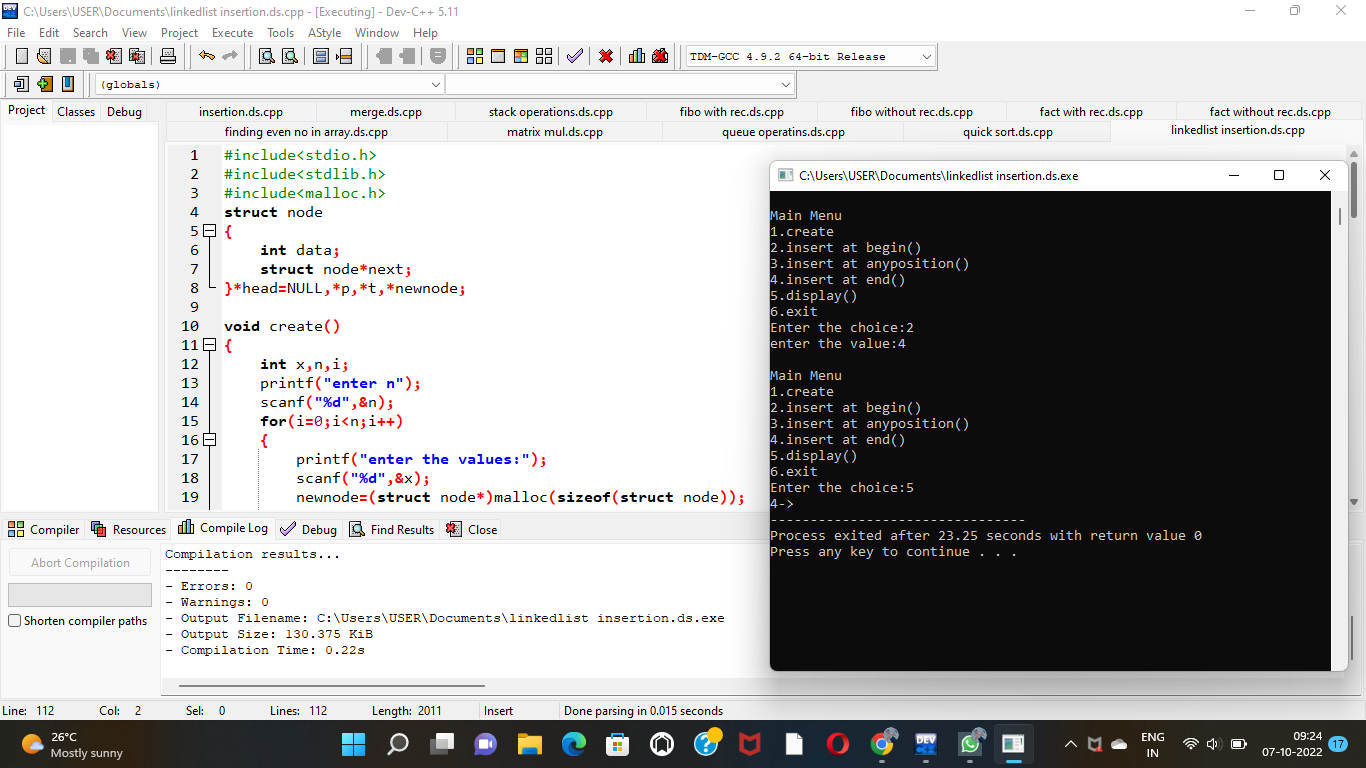 C:\Users\USER\Documents\linkedlist insertion.ds.cpp - [Executing] - Dev-C++ 5.11
File Edit Search View Project Execute Tools AStyle Window Help
TDM-GCC 4.9.2 64-bit Release
(globals)
Project Classes Debug
insertion.ds.cpp merge.ds.cpp stack operations.ds.cpp fibo with rec.ds.cpp fibo without rec.ds.cpp fact with rec.ds.cpp fact without rec.ds.cpp
finding even no in array.ds.cpp matrix mul.ds.cpp queue operatins.ds.cpp quick sort.ds.cpp linkedlist insertion.ds.cpp
1 #include<stdio.h>
2 #include<stdlib.h>
3 #include<malloc.h>
4 struct node
5 {
6 int data;
7 struct node*next;
8 }*head=NULL,*p,*t,*newnode;
9
10 void create()
11 {
12 int x,n,i;
13 printf("enter n");
14 scanf("%d",&n);
15 for(i=0;i<n;i++)
16 {
17 printf("enter the values:");
18 scanf("%d",&x);
19 newnode=(struct node*)malloc(sizeof(struct node));
C:\Users\USER\Documents\linkedlist insertion.ds.exe
Main Menu
1.create
2.insert at begin()
3.insert at anyposition()
4.insert at end()
5.display()
6.exit
Enter the choice:2
enter the value:4
Main Menu
1.create
2.insert at begin()
3.insert at anyposition()
4.insert at end()
5.display()
6.exit
Enter the choice:5
4->
--------------------------------
Process exited after 23.25 seconds with return value 0
Press any key to continue . . .
Compiler Resources Compile Log Debug Find Results Close
Abort Compilation
Shorten compiler paths
Compilation results...
--------
- Errors: 0
- Warnings: 0
- Output Filename: C:\Users\USER\Documents\linkedlist insertion.ds.exe
- Output Size: 130.375 KiB
- Compilation Time: 0.22s
Line: 112 Col: 2 Sel: 0 Lines: 112 Length: 2011 Insert Done parsing in 0.015 seconds
26°C
Mostly sunny
DEV
ENG
IN
09:24
07-10-2022
17